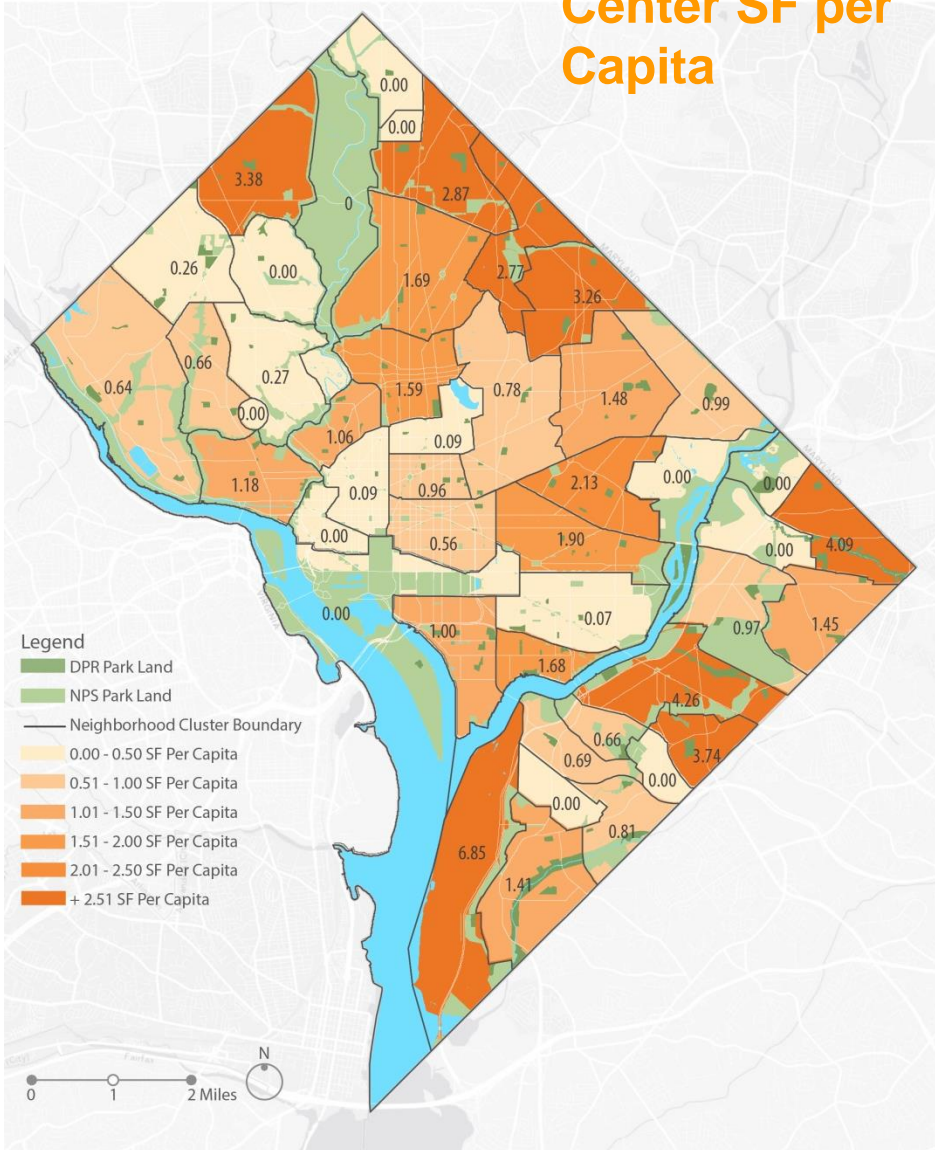 Center SF per
Capita
0.00
0.00
3.38
0
2.87
MARYLAND
0.26
0.00
1.69
2.77
3.26
0.64
0.66
0.27
1.59
0.78
1.48
0.99
0.00
1.06
0.09
MARYLAND
1.18
0.09
0.96
2.13
0.00
0.00
0.00
0.56
1.90
0.00
4.09
VIRGINIA
0.00
1.00
0.07
0.97
1.45
1.68
4.26
0.66
3.74
0.69
0.00
0.00
0.81
6.85
1.41
Legend
DPR Park Land
NPS Park Land
Neighborhood Cluster Boundary
0.00 - 0.50 SF Per Capita
0.51 - 1.00 SF Per Capita
1.01 - 1.50 SF Per Capita
1.51 - 2.00 SF Per Capita
2.01 - 2.50 SF Per Capita
+ 2.51 SF Per Capita
Fairfax
N
0 1 2 Miles